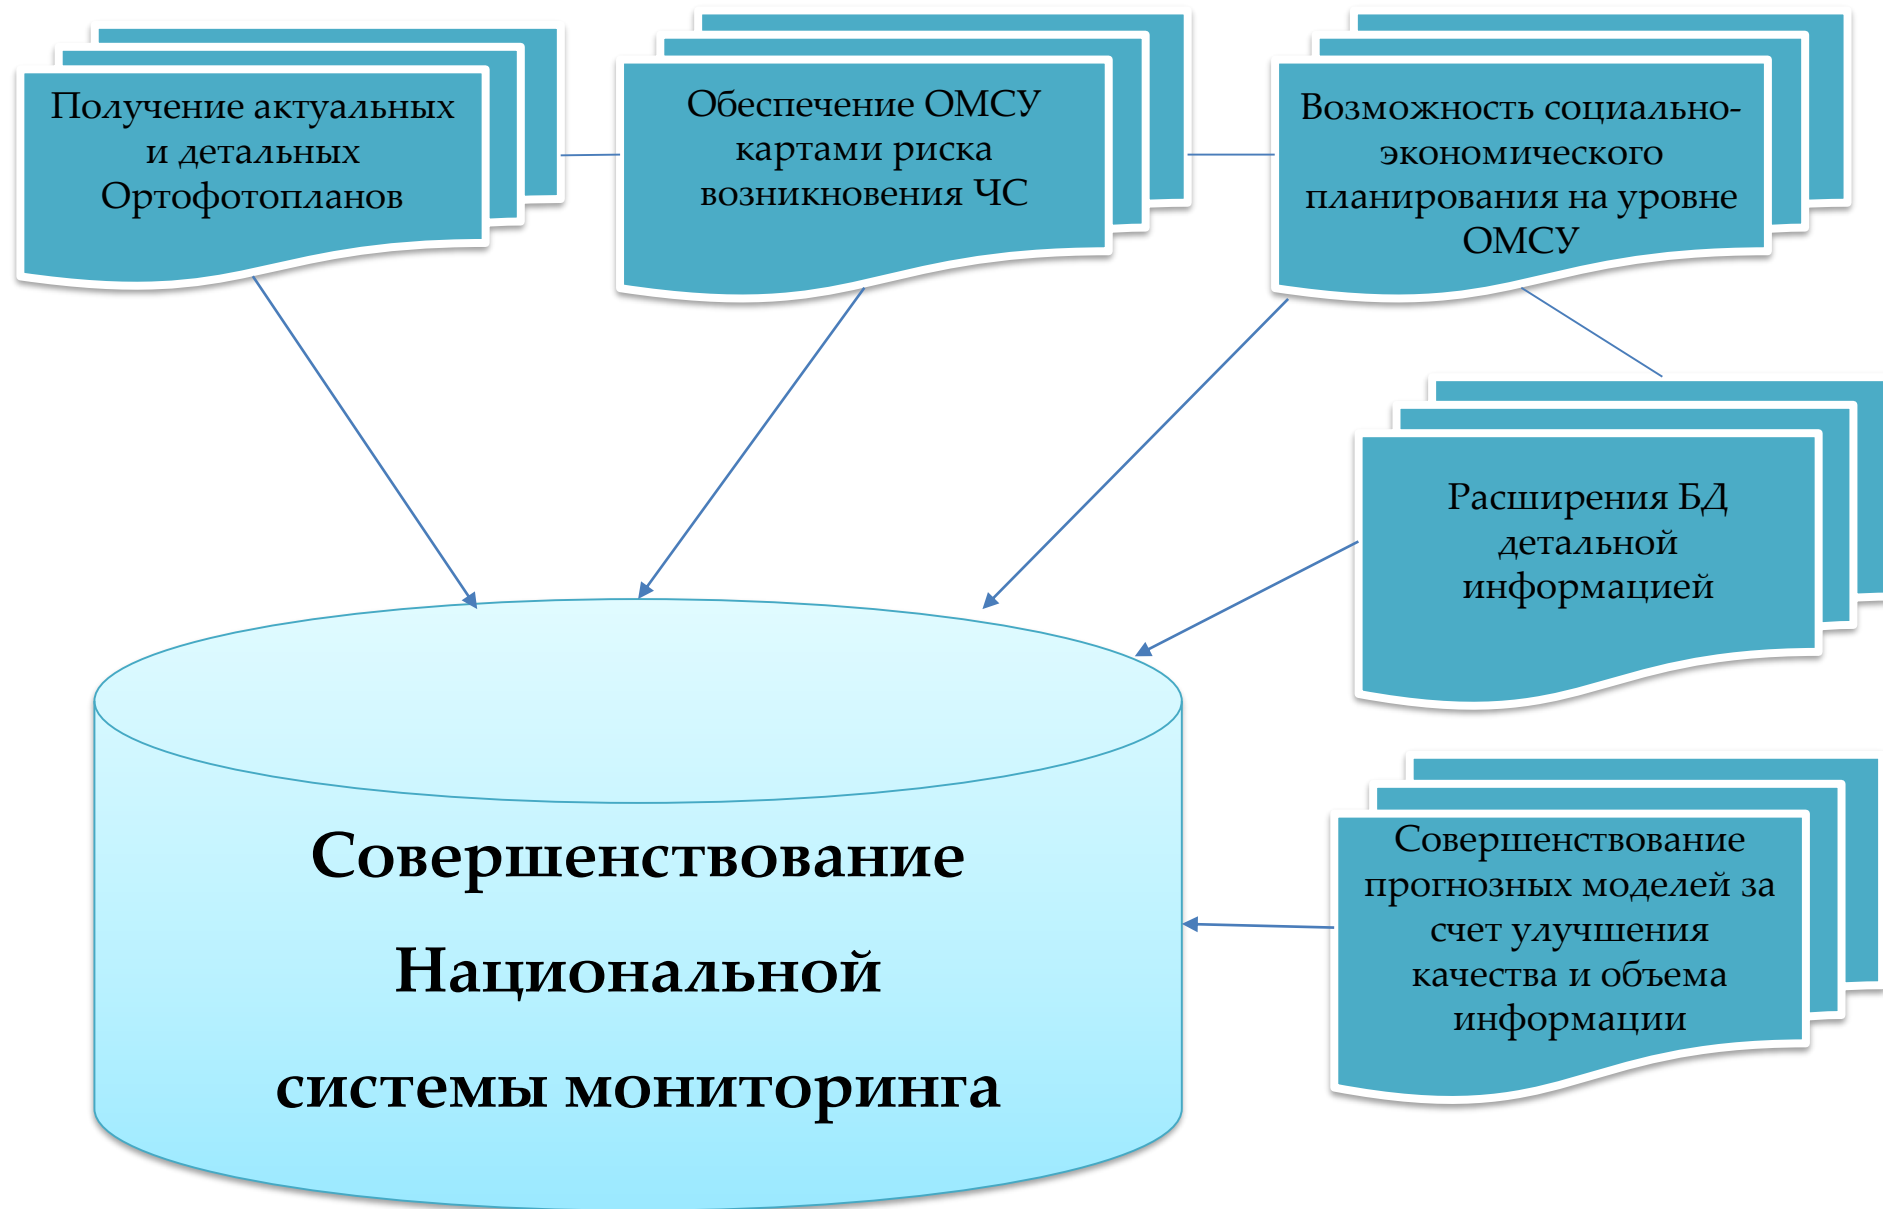 Получение актуальных
и детальных
Ортофотопланов
Обеспечение ОМСУ
картами риска
возникновения ЧС
Возможность социально-
экономического
планирования на уровне
ОМСУ
Расширения БД
детальной
информацией
Совершенствование
прогнозных моделей за
счет улучшения
качества и объема
информации
Совершенствование
Национальной
системы мониторинга